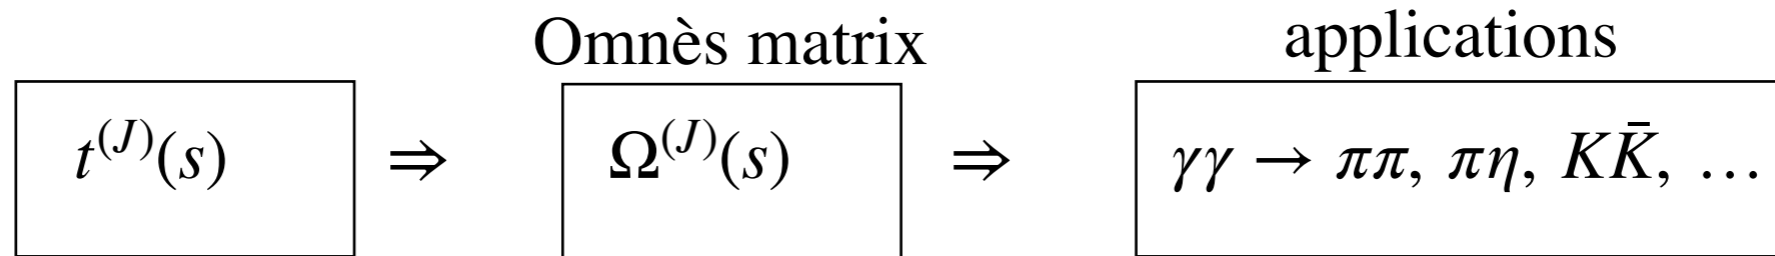 Omnès matrix applications
t^{(J)}(s) ⇒ Ω^{(J)}(s) ⇒ γγ → ππ, πη, KK̄, …